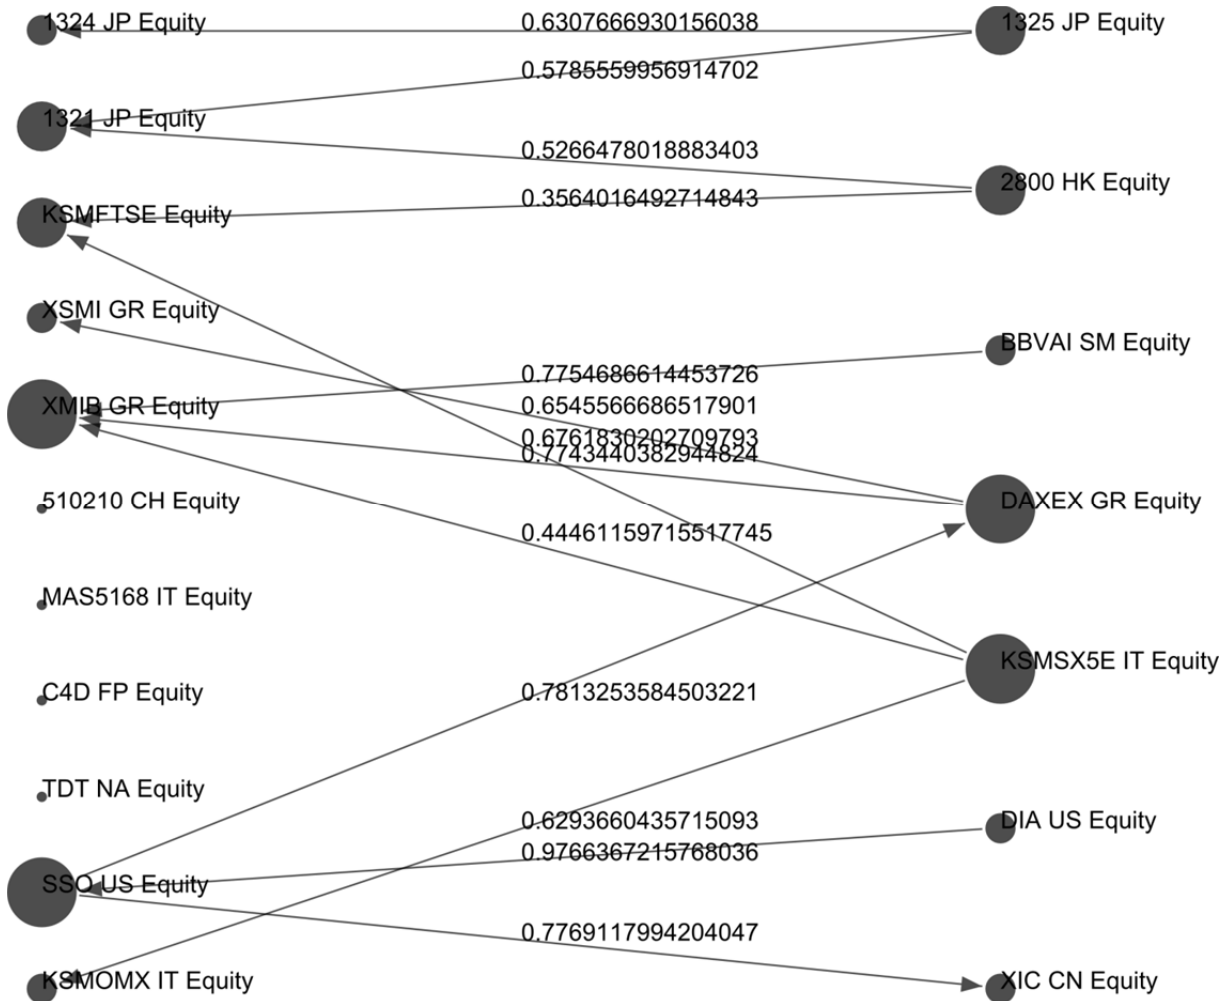 1324 JP Equity
0.6307666930156038
1325 JP Equity
0.5785559956914702
1321 JP Equity
0.5266478018883403
2800 HK Equity
0.3564016492714843
KSMFTSE Equity
XSMI GR Equity
BBVAI SM Equity
0.7754686614453726
XMIB GR Equity
0.6545566686517901
0.6761830202709793
0.7743440382944824
510210 CH Equity
DAXEX GR Equity
0.44461159715517745
MAS5168 IT Equity
KSMSX5E IT Equity
C4D FP Equity
0.7813253584503221
TDT NA Equity
0.6293660435715093
DIA US Equity
0.9766367215768036
SSO US Equity
0.7769117994204047
KSMOMX IT Equity
XIC CN Equity